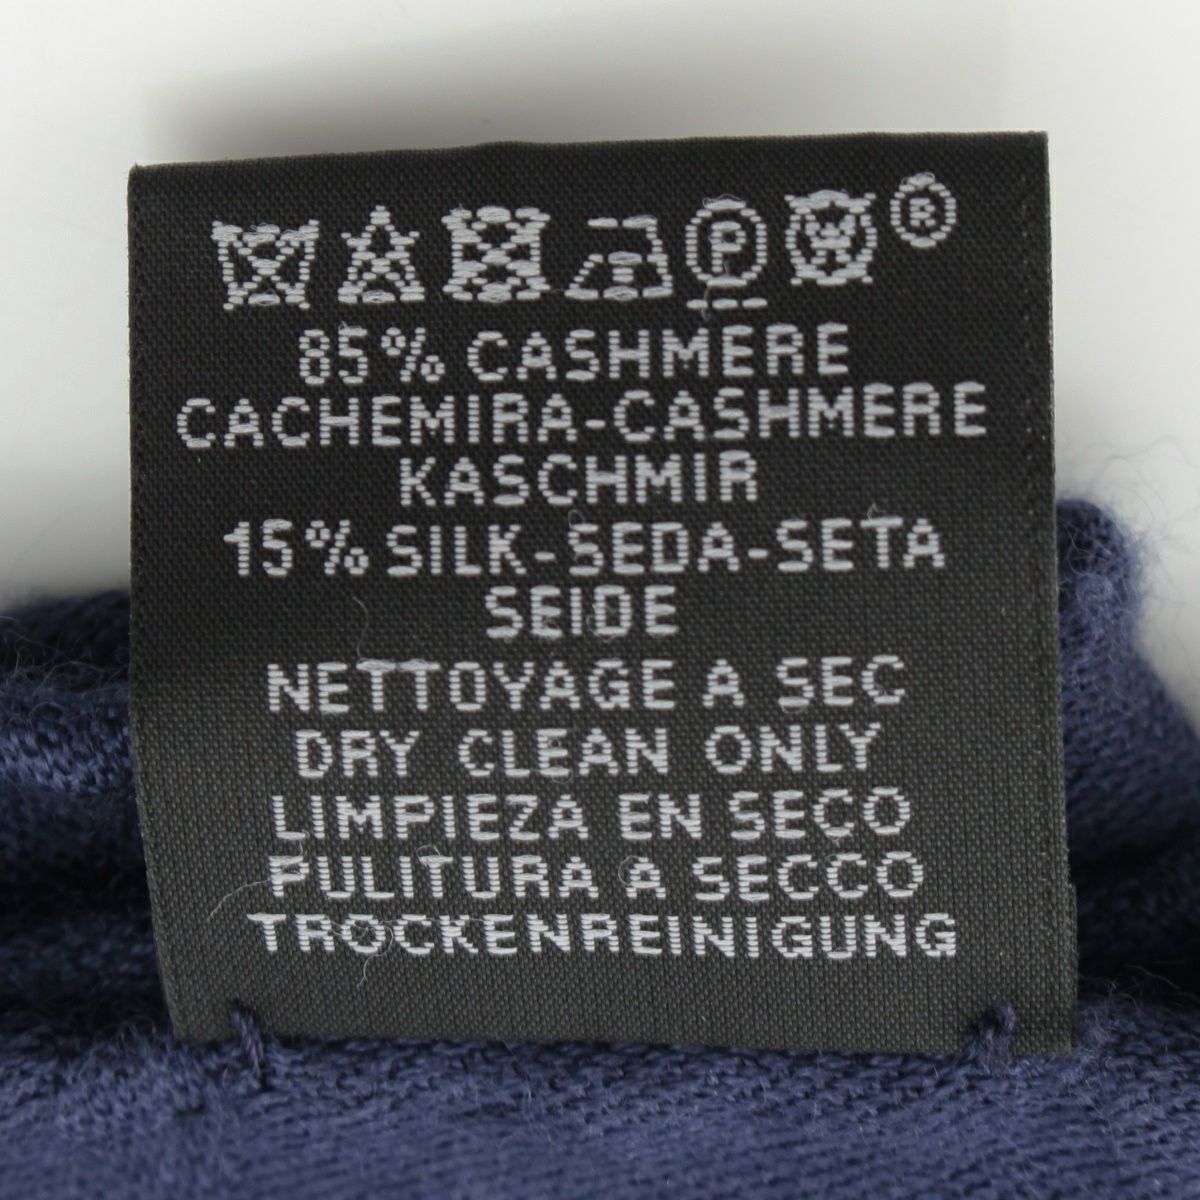 P W ®
85% CASHMERE
CACHEMIRA-CASHMERE
KASCHMIR
15% SILK-SEDA-SETA
SEIDE
NETTOYAGE A SEC
DRY CLEAN ONLY
LIMPIEZA EN SECO
PULITURA A SECCO
TROCKENREINIGUNG